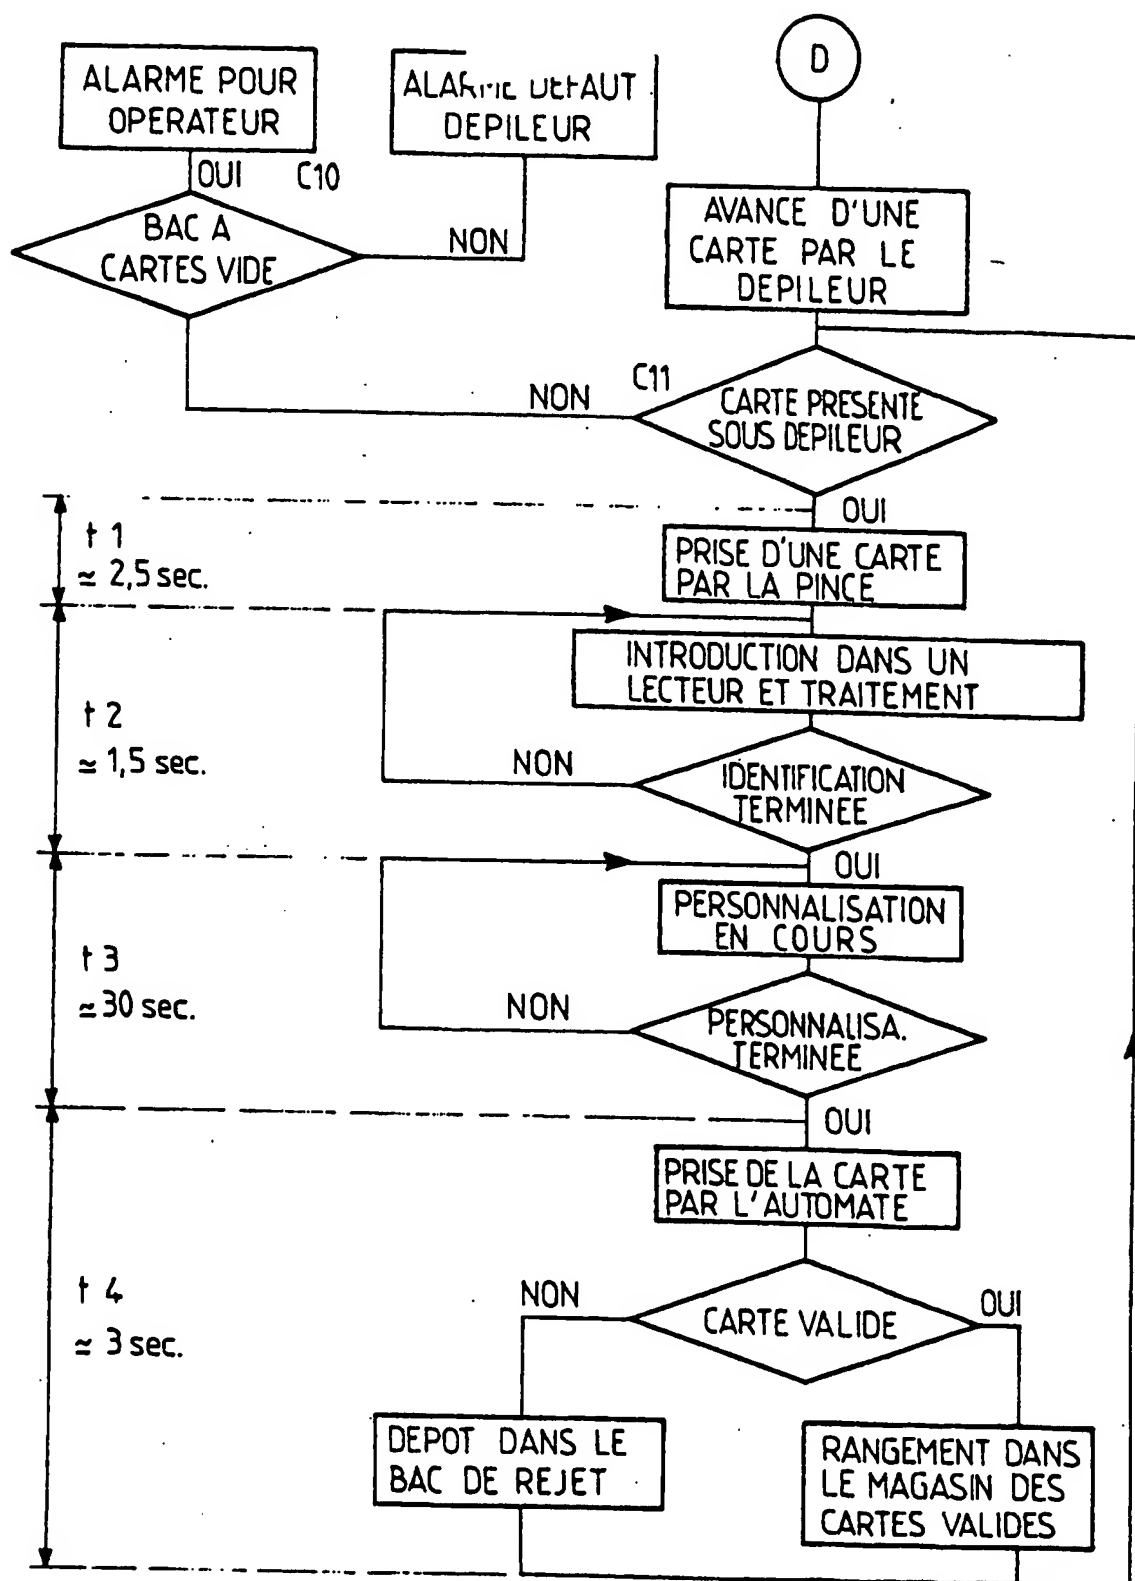 D
ALARME POUR
OPERATEUR
DEPILEUR
OUI
C10
BAC A
CARTES VIDE
NON
AVANCE D'UNE
CARTE PAR LE
DEPILEUR
NON
C11
CARTE PRESENTE
SOUS DEPILEUR
OUI
t 1
≃ 2,5 sec.
PRISE D'UNE CARTE
PAR LA PINCE
INTRODUCTION DANS UN
LECTEUR ET TRAITEMENT
t 2
≃ 1,5 sec.
NON
IDENTIFICATION
TERMINEE
OUI
PERSONNALISATION
EN COURS
t 3
≃ 30 sec.
NON
PERSONNALISA.
TERMINEE
OUI
PRISE DE LA CARTE
PAR L'AUTOMATE
t 4
≃ 3 sec.
NON
CARTE VALIDE
OUI
DEPOT DANS LE
BAC DE REJET
RANGEMENT DANS
LE MAGASIN DES
CARTES VALIDES